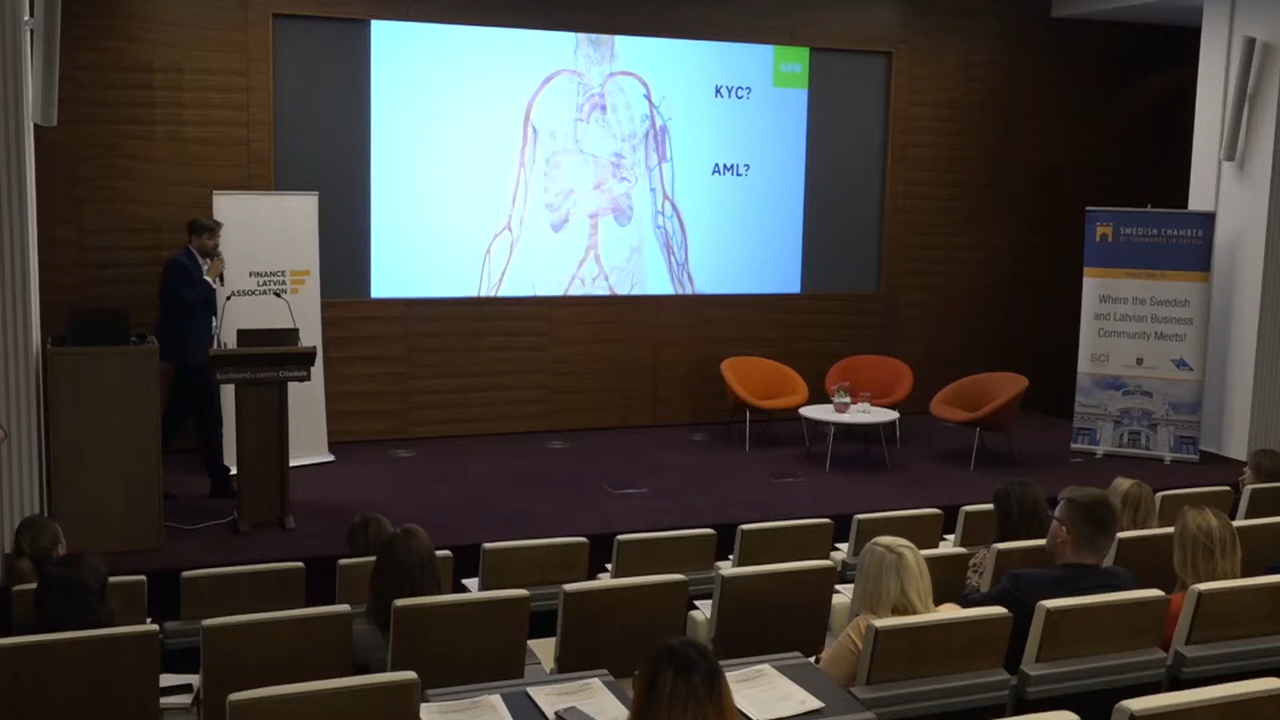 KYC?
AML?
FINANCE
LATVIA
ASSOCIATION
Konferenču centrs Citadele
SWEDISH CHAMBER
OF COMMERCE IN LATVIA
Where the Swedish
and Latvian Business
Community Meets!
sci